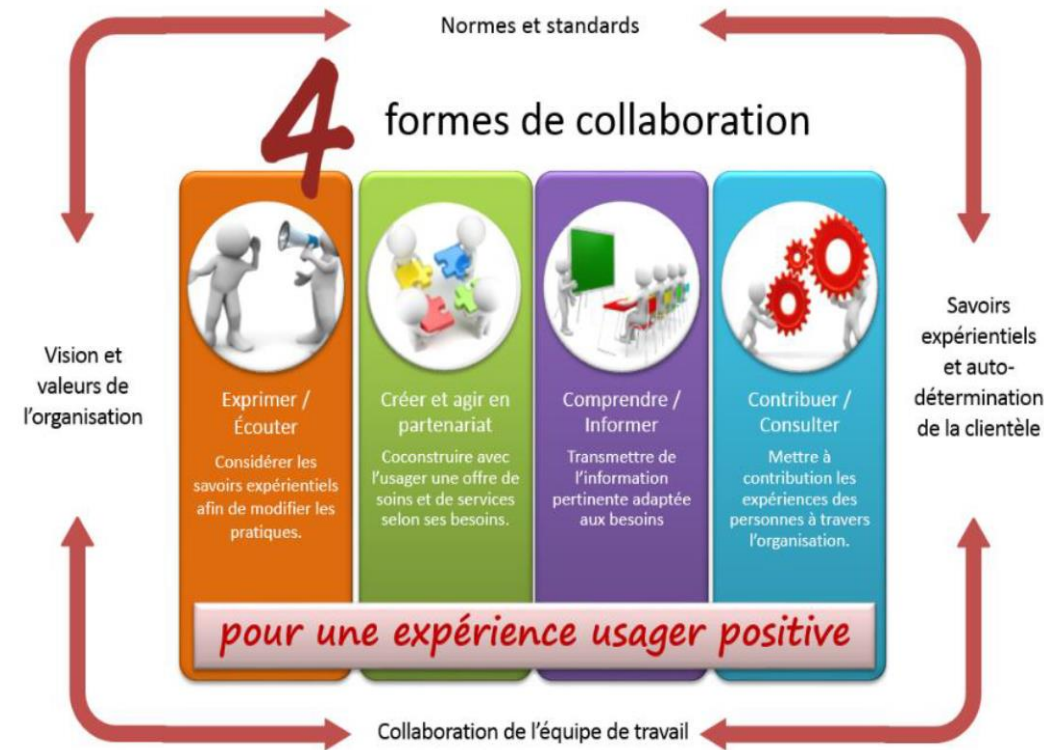 Normes et standards
4 formes de collaboration
Vision et
valeurs de
l'organisation
Exprimer /
Écouter
Considérer les
savoirs expérientiels
afin de modifier les
pratiques.
Créer et agir en
partenariat
Coconstruire avec
l'usager une offre de
soins et de services
selon ses besoins.
Comprendre /
Informer
Transmettre de
l'information
pertinente adaptée
aux besoins
Contribuer /
Consulter
Mettre à
contribution les
expériences des
personnes à travers
l'organisation.
Savoirs
expérientiels
et auto-
détermination
de la clientèle
pour une expérience usager positive
Collaboration de l'équipe de travail